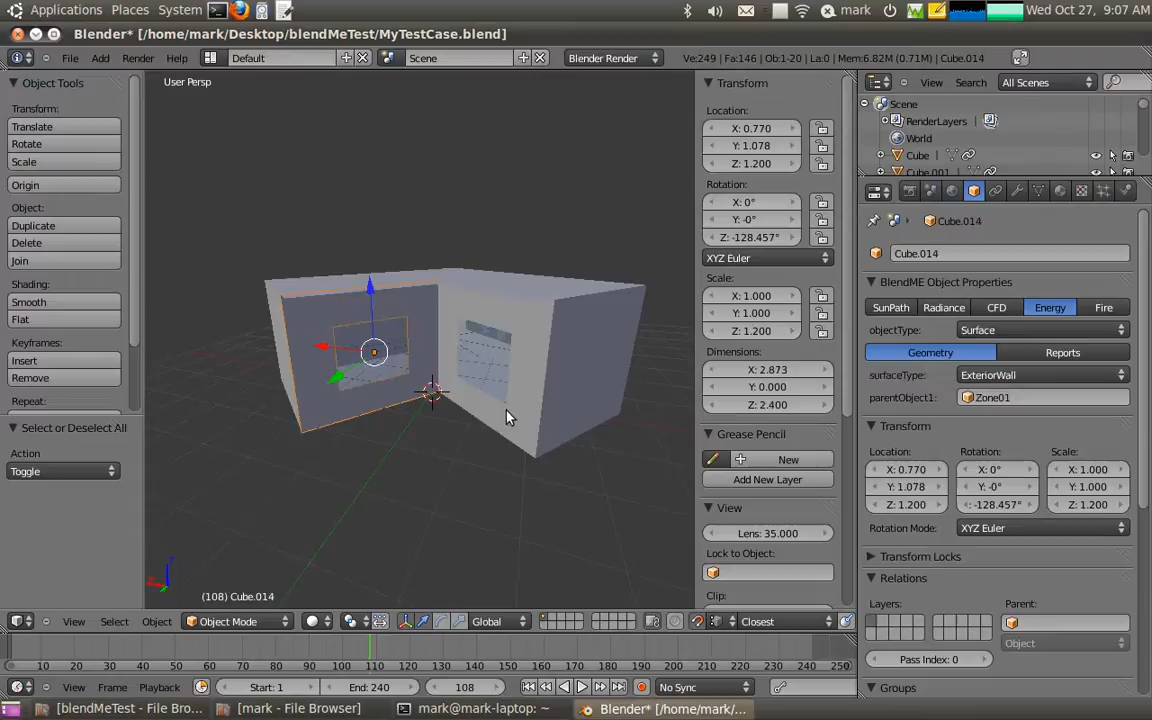 Applications Places System mark Wed Oct 27, 9:07 AM
Blender* [/home/mark/Desktop/blendMeTest/MyTestCase.blend]
File Add Render Help Default Scene Blender Render Ve:249 | Fa:146 | Ob:1-20 | La:0 | Mem:6.82M (0.71M) | Cube.014
Object Tools
Transform:
Translate
Rotate
Scale
Origin
Object:
Duplicate
Delete
Join
Shading:
Smooth
Flat
Keyframes:
Insert
Remove
Repeat:
Select or Deselect All
Action
Toggle
User Persp
(108) Cube.014
Transform
Location:
X: 0.770
Y: 1.078
Z: 1.200
Rotation:
X: 0°
Y: -0°
Z: -128.457°
XYZ Euler
Scale:
X: 1.000
Y: 1.000
Z: 1.200
Dimensions:
X: 2.873
Y: 0.000
Z: 2.400
Grease Pencil
New
Add New Layer
View
Lens: 35.000
Lock to Object:
Clip:
View Search All Scenes
Scene
RenderLayers |
World
Cube |
Cube.001
Cube.014
Cube.014
BlendME Object Properties
SunPath Radiance CFD Energy Fire
objectType: Surface
Geometry Reports
surfaceType: ExteriorWall
parentObject1: Zone01
Transform
Location: Rotation: Scale:
X: 0.770 X: 0° X: 1.000
Y: 1.078 Y: -0° Y: 1.000
Z: 1.200 : -128.457° Z: 1.200
Rotation Mode: XYZ Euler
Transform Locks
Relations
Layers: Parent:
Object
Pass Index: 0
Groups
View Select Object Object Mode Global Closest
10 20 30 40 50 60 70 80 90 100 110 120 130 140 150 160 170 180 190 200 210 220 230 240 250
View Frame Playback Start: 1 End: 240 108 No Sync
[blendMeTest - File Bro... [mark - File Browser] mark@mark-laptop: ~ Blender* [/home/mark/...